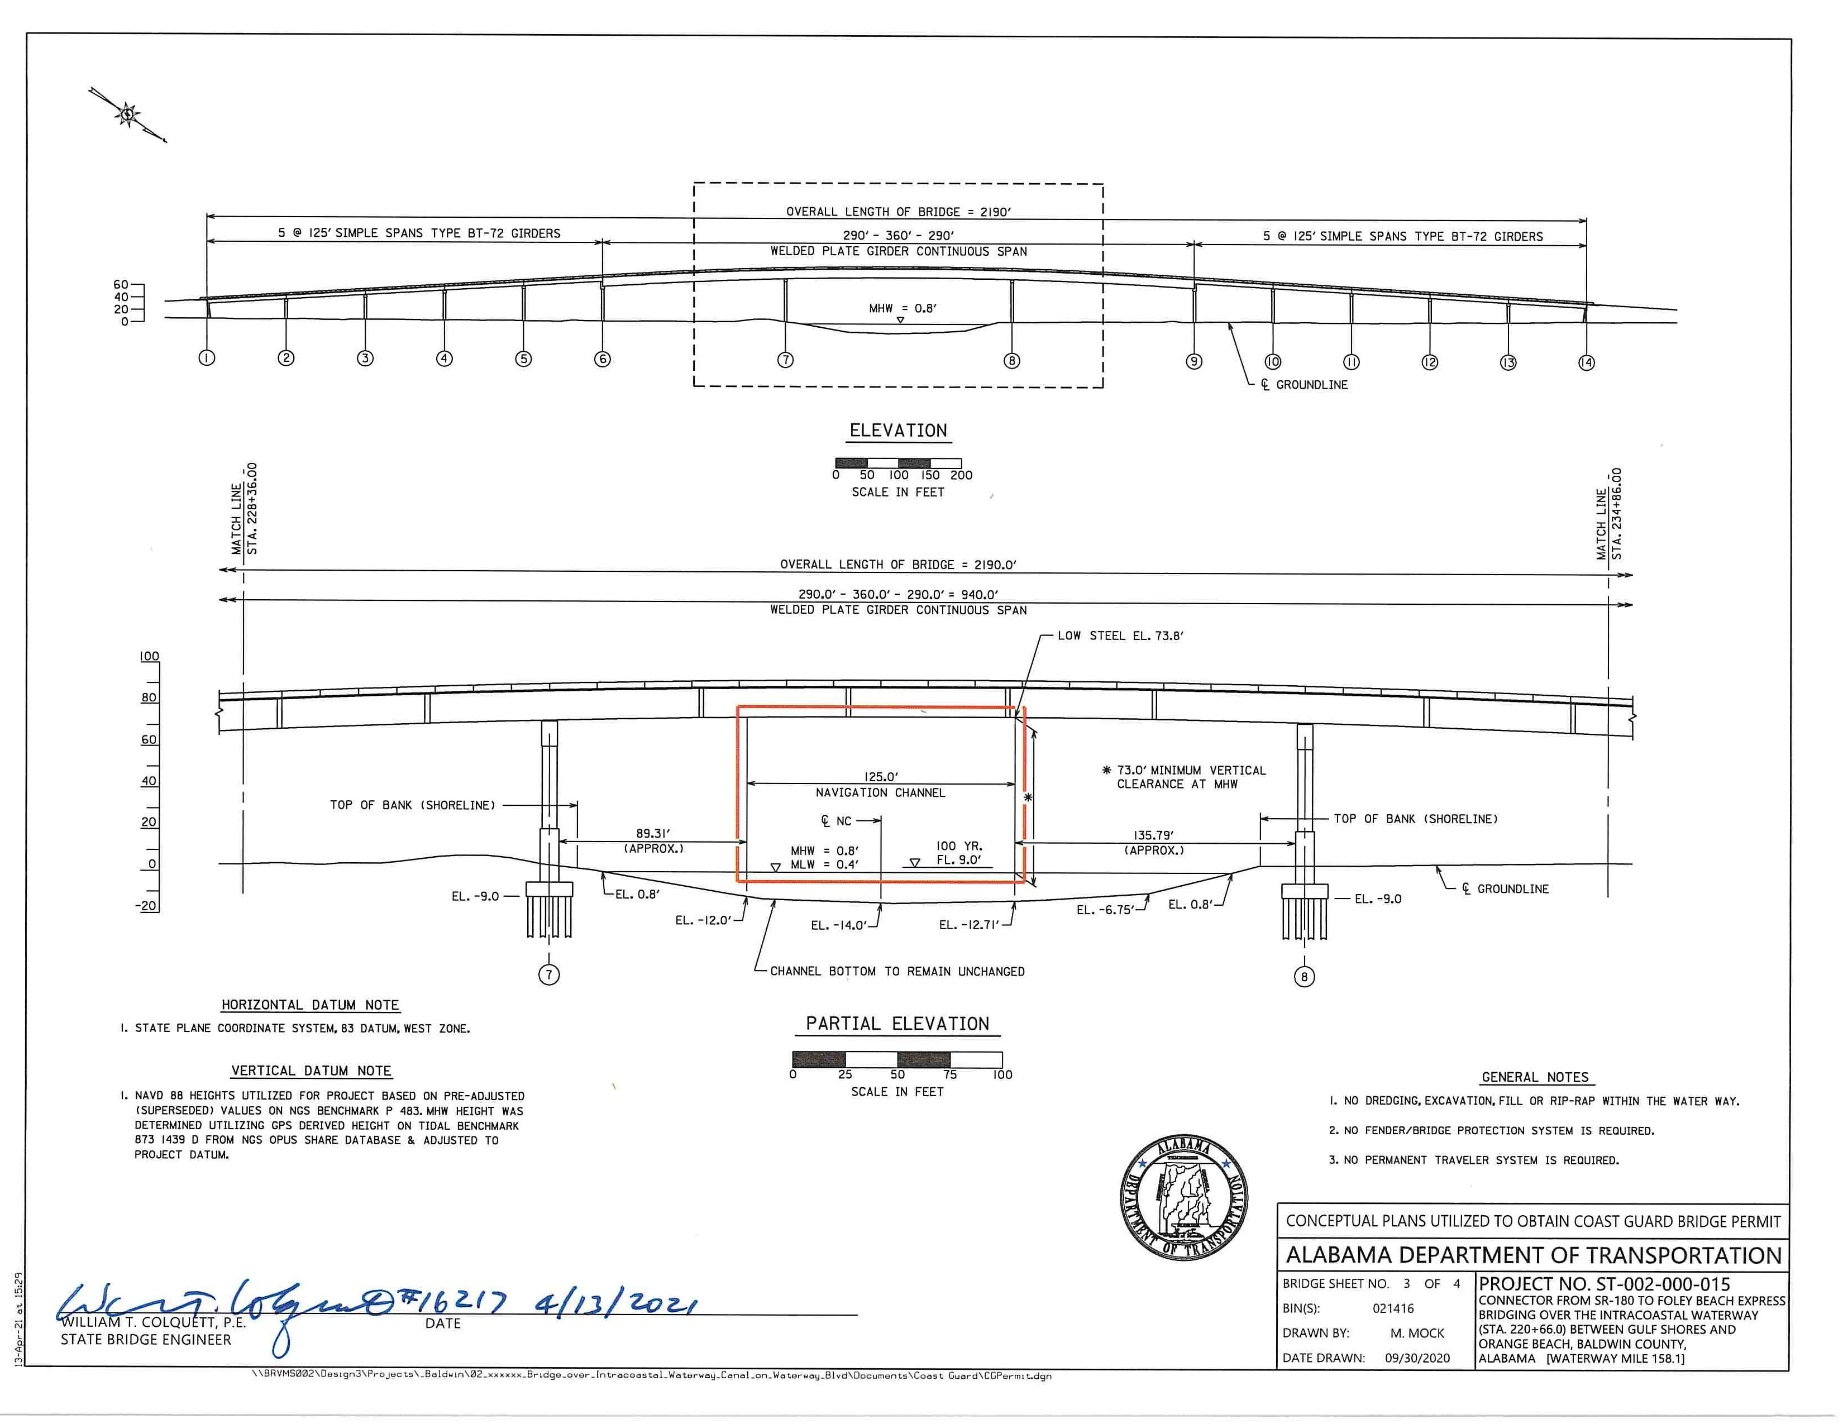 OVERALL LENGTH OF BRIDGE = 2190'
5 @ 125' SIMPLE SPANS TYPE BT-72 GIRDERS
290' - 360' - 290'
WELDED PLATE GIRDER CONTINUOUS SPAN
5 @ 125' SIMPLE SPANS TYPE BT-72 GIRDERS
60
40
20
0
MHW = 0.8'
1 2 3 4 5 6 7 8 9 10 11 12 13 14
℄ GROUNDLINE
ELEVATION
0 50 100 150 200
SCALE IN FEET
MATCH LINE
STA. 228+36.00
MATCH LINE
STA. 234+86.00
OVERALL LENGTH OF BRIDGE = 2190.0'
290.0' - 360.0' - 290.0' = 940.0'
WELDED PLATE GIRDER CONTINUOUS SPAN
LOW STEEL EL. 73.8'
100
80
60
40
20
0
-20
125.0'
NAVIGATION CHANNEL
* 73.0' MINIMUM VERTICAL
CLEARANCE AT MHW
*
TOP OF BANK (SHORELINE)
℄ NC
TOP OF BANK (SHORELINE)
89.31'
(APPROX.)
135.79'
(APPROX.)
MHW = 0.8'
MLW = 0.4'
100 YR.
FL. 9.0'
EL. -9.0
EL. 0.8'
EL. -12.0'
EL. -14.0'
EL. -12.71'
EL. -6.75'
EL. 0.8'
EL. -9.0
℄ GROUNDLINE
7
CHANNEL BOTTOM TO REMAIN UNCHANGED
8
PARTIAL ELEVATION
0 25 50 75 100
SCALE IN FEET
HORIZONTAL DATUM NOTE
1. STATE PLANE COORDINATE SYSTEM, 83 DATUM, WEST ZONE.
VERTICAL DATUM NOTE
1. NAVD 88 HEIGHTS UTILIZED FOR PROJECT BASED ON PRE-ADJUSTED
(SUPERSEDED) VALUES ON NGS BENCHMARK P 483. MHW HEIGHT WAS
DETERMINED UTILIZING GPS DERIVED HEIGHT ON TIDAL BENCHMARK
873 1439 D FROM NGS OPUS SHARE DATABASE & ADJUSTED TO
PROJECT DATUM.
GENERAL NOTES
1. NO DREDGING, EXCAVATION, FILL OR RIP-RAP WITHIN THE WATER WAY.
2. NO FENDER/BRIDGE PROTECTION SYSTEM IS REQUIRED.
3. NO PERMANENT TRAVELER SYSTEM IS REQUIRED.
ALABAMA
DEPARTMENT OF TRANSPORTATION
CONCEPTUAL PLANS UTILIZED TO OBTAIN COAST GUARD BRIDGE PERMIT
ALABAMA DEPARTMENT OF TRANSPORTATION
BRIDGE SHEET NO. 3 OF 4
BIN(S): 021416
DRAWN BY: M. MOCK
DATE DRAWN: 09/30/2020
PROJECT NO. ST-002-000-015
CONNECTOR FROM SR-180 TO FOLEY BEACH EXPRESS
BRIDGING OVER THE INTRACOASTAL WATERWAY
(STA. 220+66.0) BETWEEN GULF SHORES AND
ORANGE BEACH, BALDWIN COUNTY,
ALABAMA [WATERWAY MILE 158.1]
#16217 4/13/2021
WILLIAM T. COLQUETT, P.E.
STATE BRIDGE ENGINEER
DATE
13-Apr-21 at 15:29
\\BRVMS002\Design3\Projects\_Baldwin\02_xxxxxx_Bridge_over_Intracoastal_Waterway_Canal_on_Waterway_Blvd\Documents\Coast Guard\CGPermit.dgn